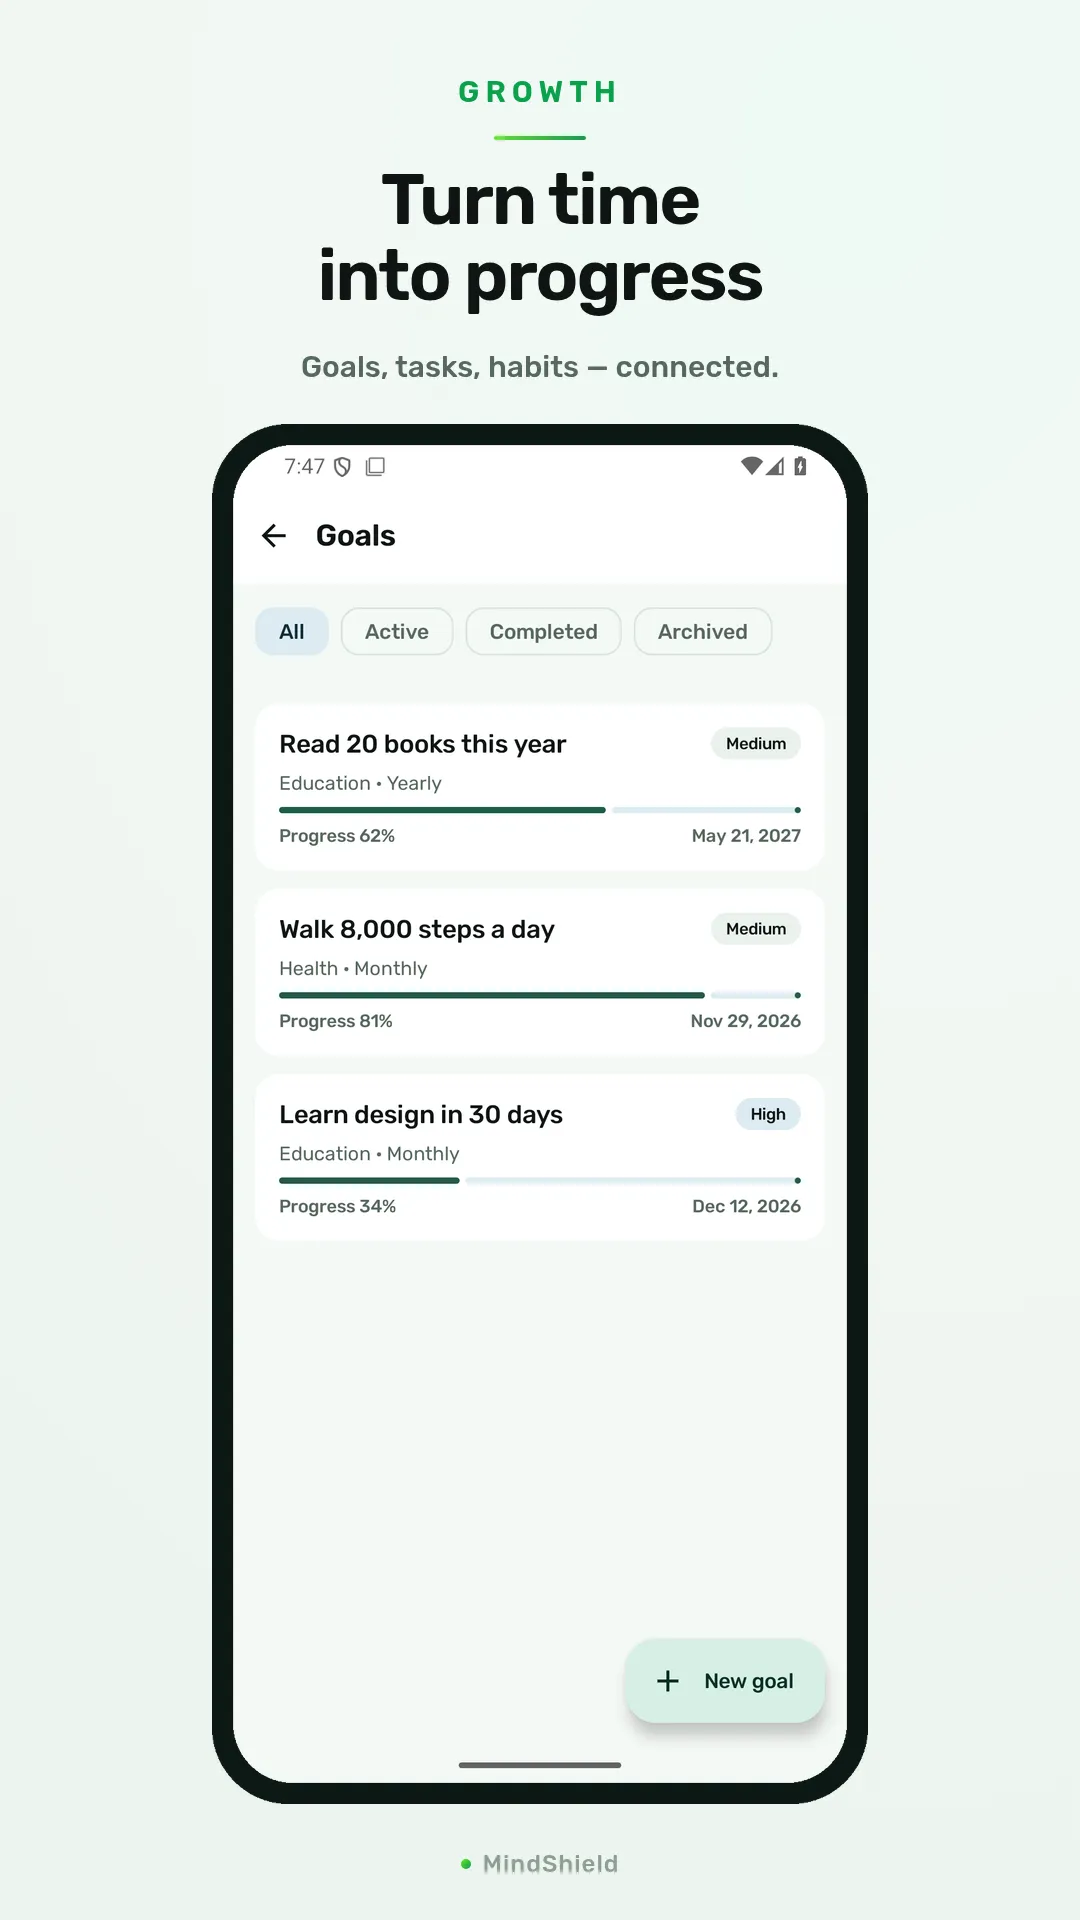 GROWTH
Turn time
into progress
Goals, tasks, habits — connected.
7:47
Goals
All Active Completed Archived
Read 20 books this year Medium
Education • Yearly
Progress 62% May 21, 2027
Walk 8,000 steps a day Medium
Health • Monthly
Progress 81% Nov 29, 2026
Learn design in 30 days High
Education • Monthly
Progress 34% Dec 12, 2026
+ New goal
MindShield